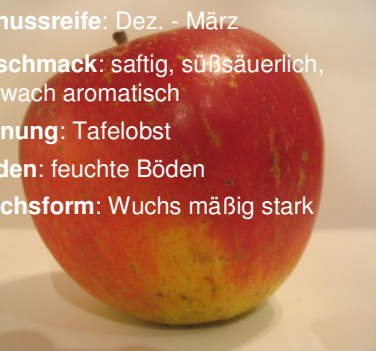 nussreife: Dez. - März
schmack: saftig, süßsäuerlich,
wach aromatisch
nung: Tafelobst
den: feuchte Böden
chsform: Wuchs mäßig stark